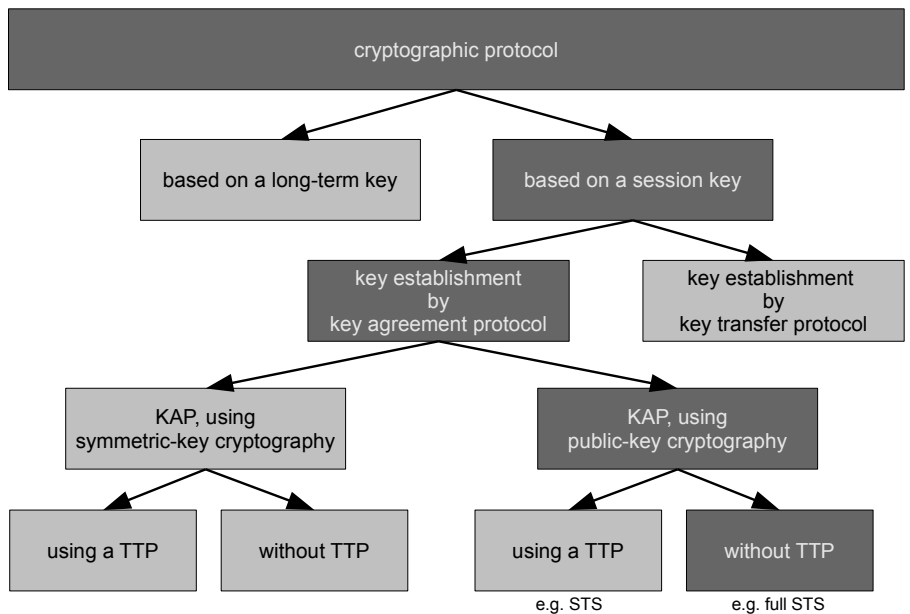 cryptographic protocol
based on a long-term key
based on a session key
key establishment
by
key agreement protocol
key establishment
by
key transfer protocol
KAP, using
symmetric-key cryptography
KAP, using
public-key cryptography
using a TTP
without TTP
using a TTP
without TTP
e.g. STS
e.g. full STS